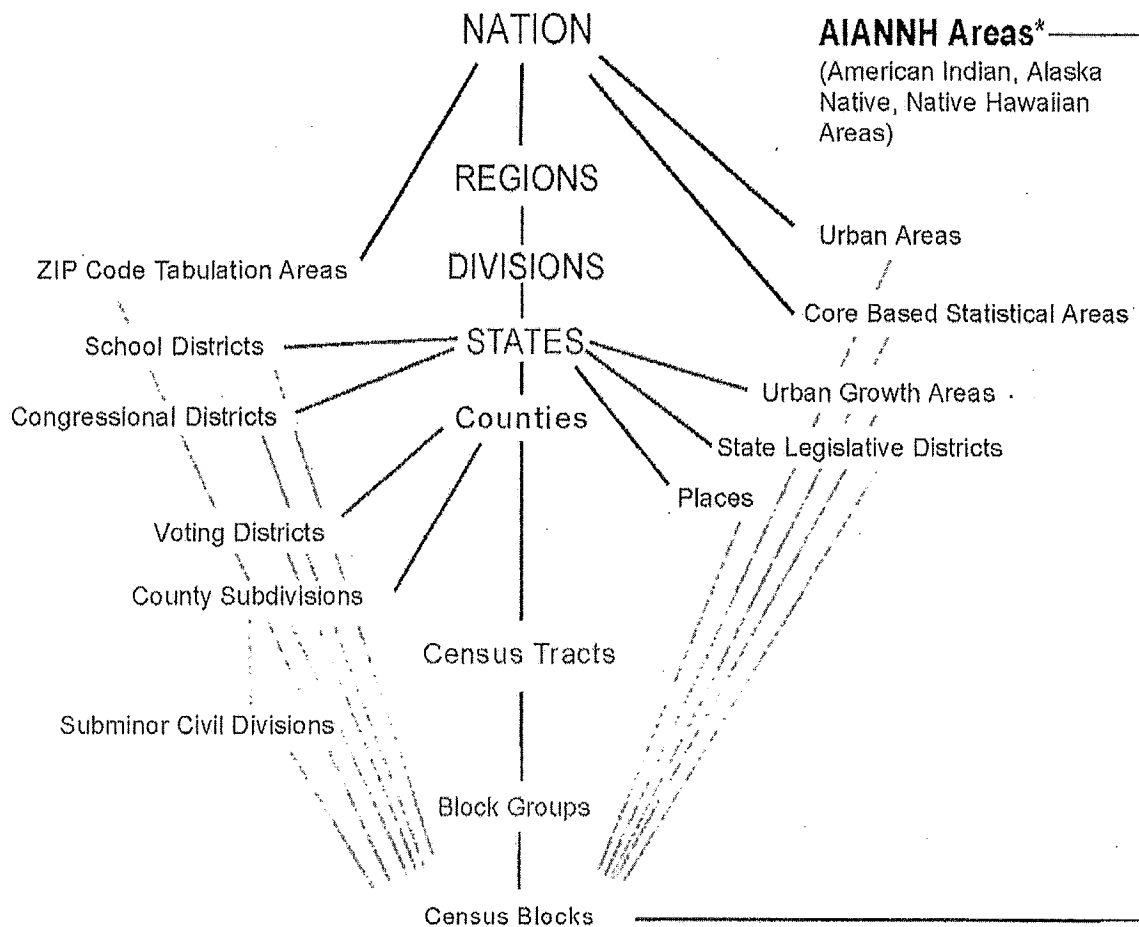 NATION
AIANNH Areas*
(American Indian, Alaska
Native, Native Hawaiian
Areas)
REGIONS
Urban Areas
ZIP Code Tabulation Areas
DIVISIONS
Core Based Statistical Areas
School Districts
STATES
Urban Growth Areas
Congressional Districts
Counties
State Legislative Districts
Places
Voting Districts
County Subdivisions
Census Tracts
Subminor Civil Divisions
Block Groups
Census Blocks